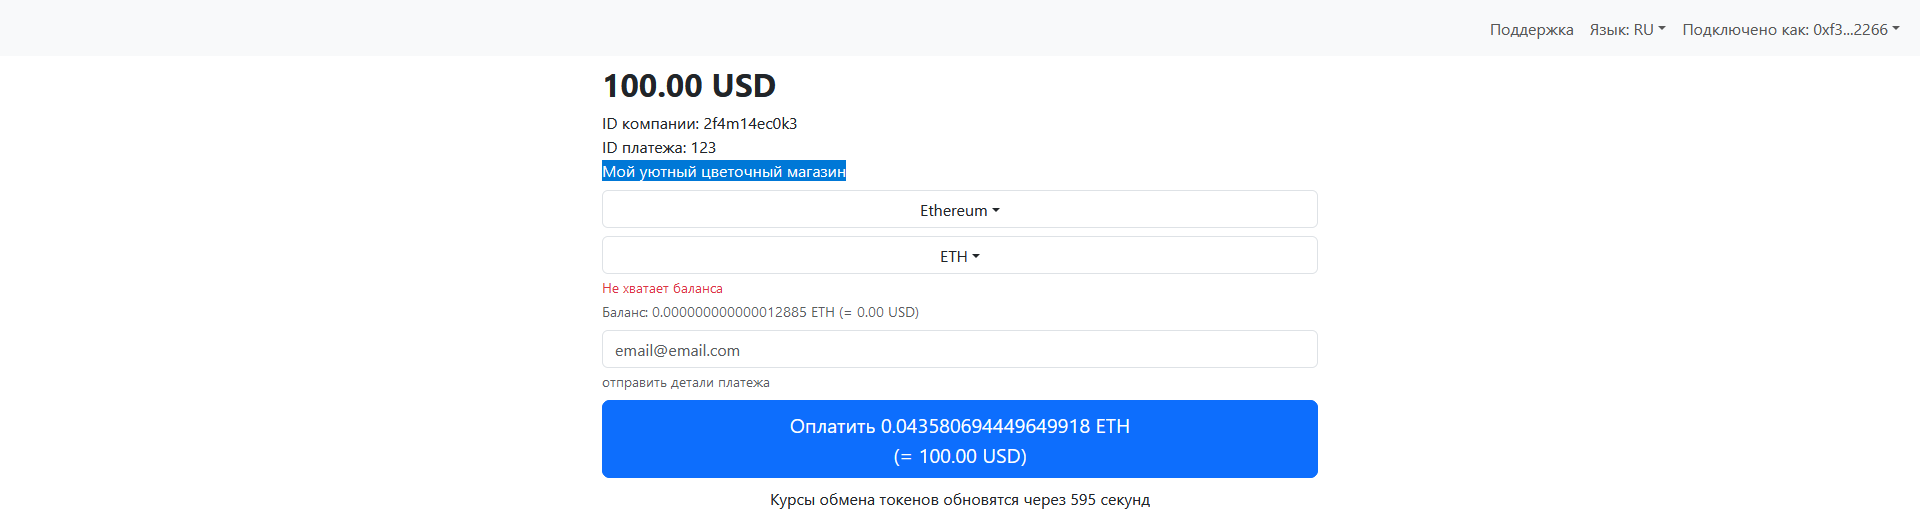 Поддержка Язык: RU Подключено как: 0xf3...2266
100.00 USD
ID компании: 2f4m14ec0k3
ID платежа: 123
Мой уютный цветочный магазин
Ethereum
ETH
Не хватает баланса
Баланс: 0.000000000000012885 ETH (= 0.00 USD)
email@email.com
отправить детали платежа
Оплатить 0.043580694449649918 ETH
(= 100.00 USD)
Курсы обмена токенов обновятся через 595 секунд